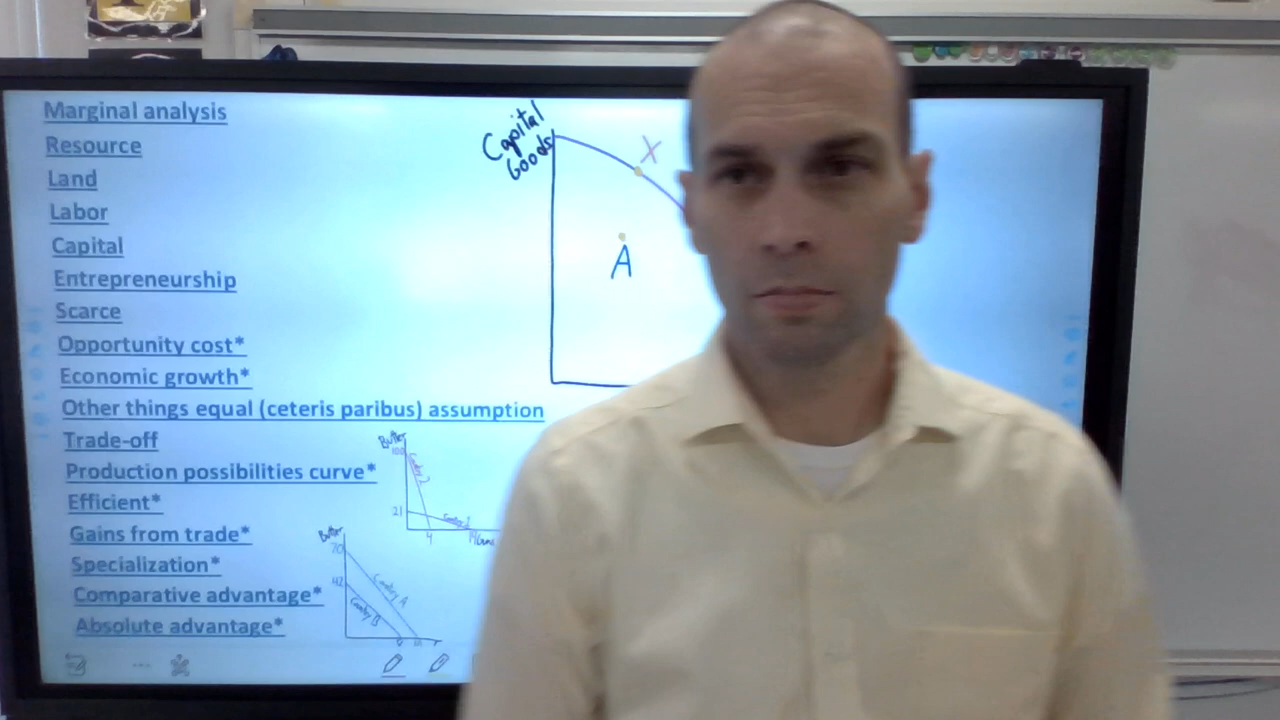 Marginal analysis
Resource
Land
Labor
Capital
Entrepreneurship
Scarce
Opportunity cost*
Economic growth*
Other things equal (ceteris paribus) assumption
Trade-off
Production possibilities curve*
Efficient*
Gains from trade*
Specialization*
Comparative advantage*
Absolute advantage*
Capital
Goods
X
A
Butter
100
Country 2
21
4
Butter
70
42
Country A
Country B